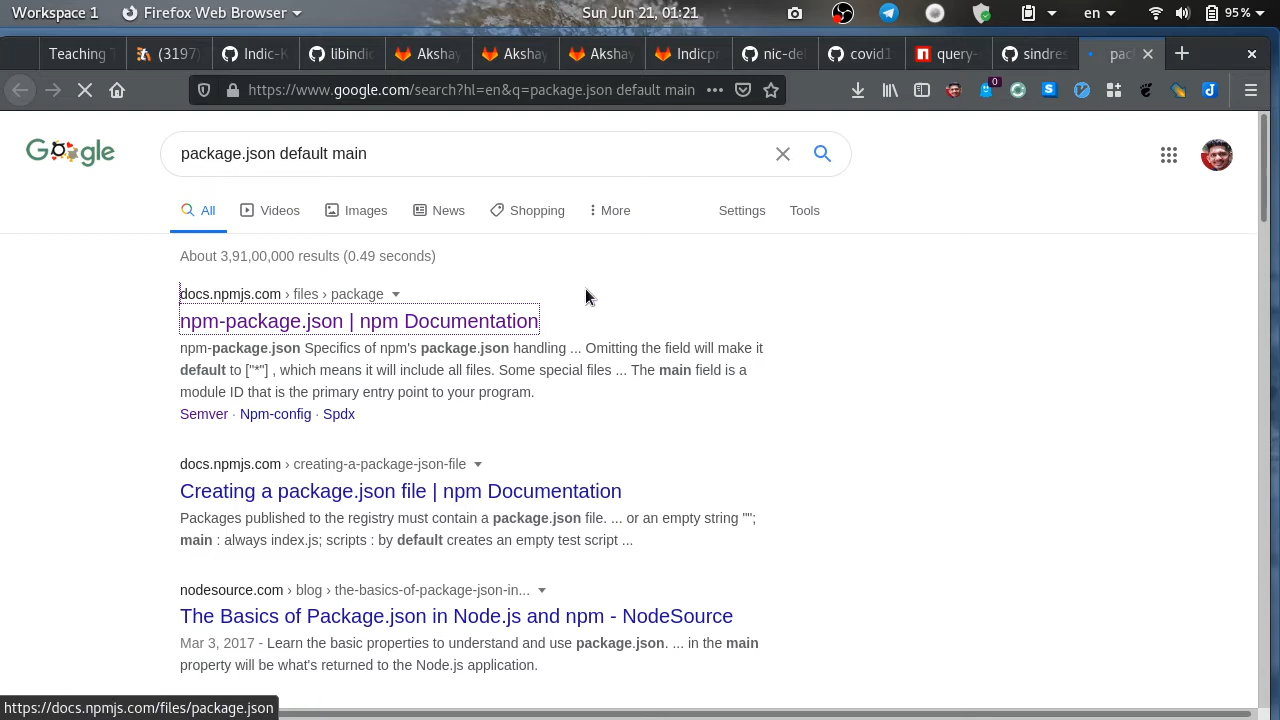 Workspace 1 Firefox Web Browser Sun Jun 21, 01:21 en 95%
Teaching (3197) Indic-K libindic Akshay Akshay Akshay Indicpr nic-del covid1 query- sindres pac
https://www.google.com/search?hl=en&q=package.json default main 0
Google package.json default main
All Videos Images News Shopping More Settings Tools
About 3,91,00,000 results (0.49 seconds)
docs.npmjs.com › files › package
npm-package.json | npm Documentation
npm-package.json Specifics of npm's package.json handling ... Omitting the field will make it
default to ["*"] , which means it will include all files. Some special files ... The main field is a
module ID that is the primary entry point to your program.
Semver · Npm-config · Spdx
docs.npmjs.com › creating-a-package-json-file
Creating a package.json file | npm Documentation
Packages published to the registry must contain a package.json file. ... or an empty string "";
main : always index.js; scripts : by default creates an empty test script ...
nodesource.com › blog › the-basics-of-package-json-in...
The Basics of Package.json in Node.js and npm - NodeSource
Mar 3, 2017 - Learn the basic properties to understand and use package.json. ... in the main
property will be what's returned to the Node.js application.
https://docs.npmjs.com/files/package.json